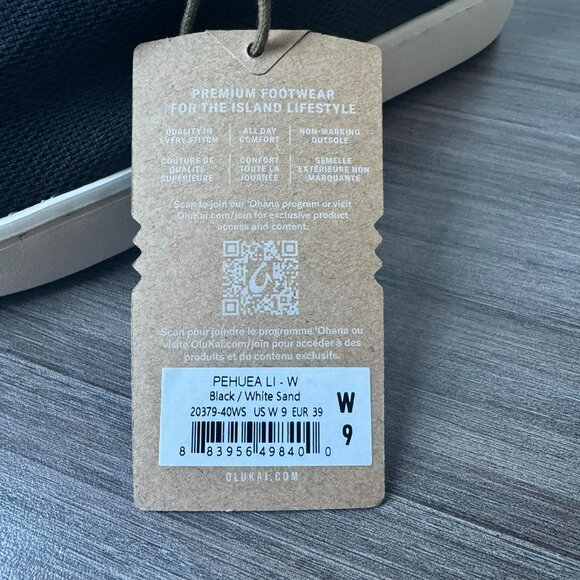 PREMIUM FOOTWEAR
FOR THE ISLAND LIFESTYLE
QUALITY IN
EVERY STITCH
ALL DAY
COMFORT
NON-MARKING
OUTSOLE
COUTURE DE
QUALITÉ
SUPÉRIEURE
CONFORT
TOUTE LA
JOURNÉE
SEMELLE
EXTÉRIEURE NON
MARQUANTE
Scan to join our 'Ohana program or visit
OluKai.com/join for exclusive product
access and content.
Scan pour joindre le programme 'Ohana ou
visite OluKai.com/join pour accéder à des
produits et du contenu exclusifs.
PEHUEA LI - W
Black / White Sand
20379-40WS US W 9 EUR 39
8 83956 49840 0
W
9
OLUKAI.COM